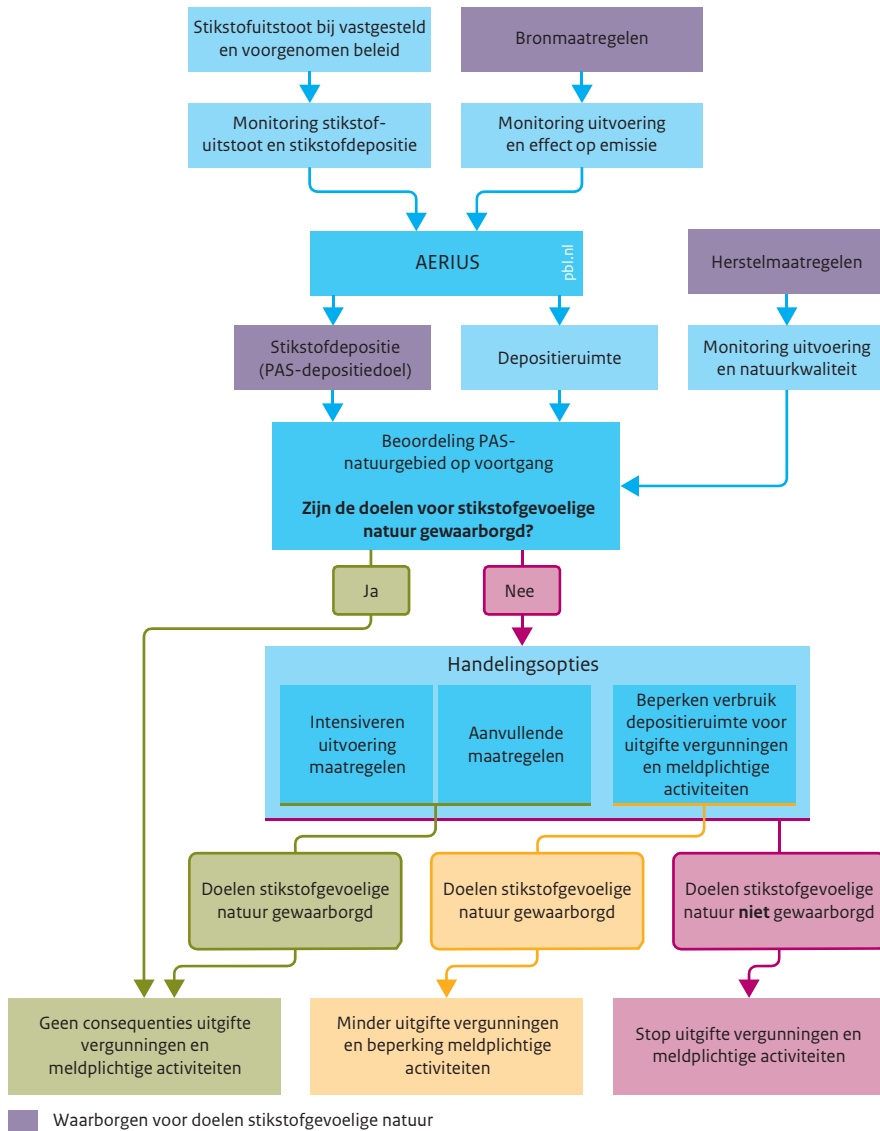 Stikstofuitstoot bij vastgesteld
en voorgenomen beleid
Bronmaatregelen
Monitoring stikstof-
uitstoot en stikstofdepositie
Monitoring uitvoering
en effect op emissie
AERIUS
pbl.nl
Herstelmaatregelen
Stikstofdepositie
(PAS-depositiedoel)
Depositieruimte
Monitoring uitvoering
en natuurkwaliteit
Beoordeling PAS-
natuurgebied op voortgang
Zijn de doelen voor stikstofgevoelige
natuur gewaarborgd?
Ja
Nee
Handelingsopties
Intensiveren
uitvoering
maatregelen
Aanvullende
maatregelen
Beperken verbruik
depositieruimte voor
uitgifte vergunningen
en meldplichtige
activiteiten
Doelen stikstofgevoelige
natuur gewaarborgd
Doelen stikstofgevoelige
natuur gewaarborgd
Doelen stikstofgevoelige
natuur niet gewaarborgd
Geen consequenties uitgifte
vergunningen en
meldplichtige activiteiten
Minder uitgifte vergunningen
en beperking meldplichtige
activiteiten
Stop uitgifte vergunningen en
meldplichtige activiteiten
Waarborgen voor doelen stikstofgevoelige natuur